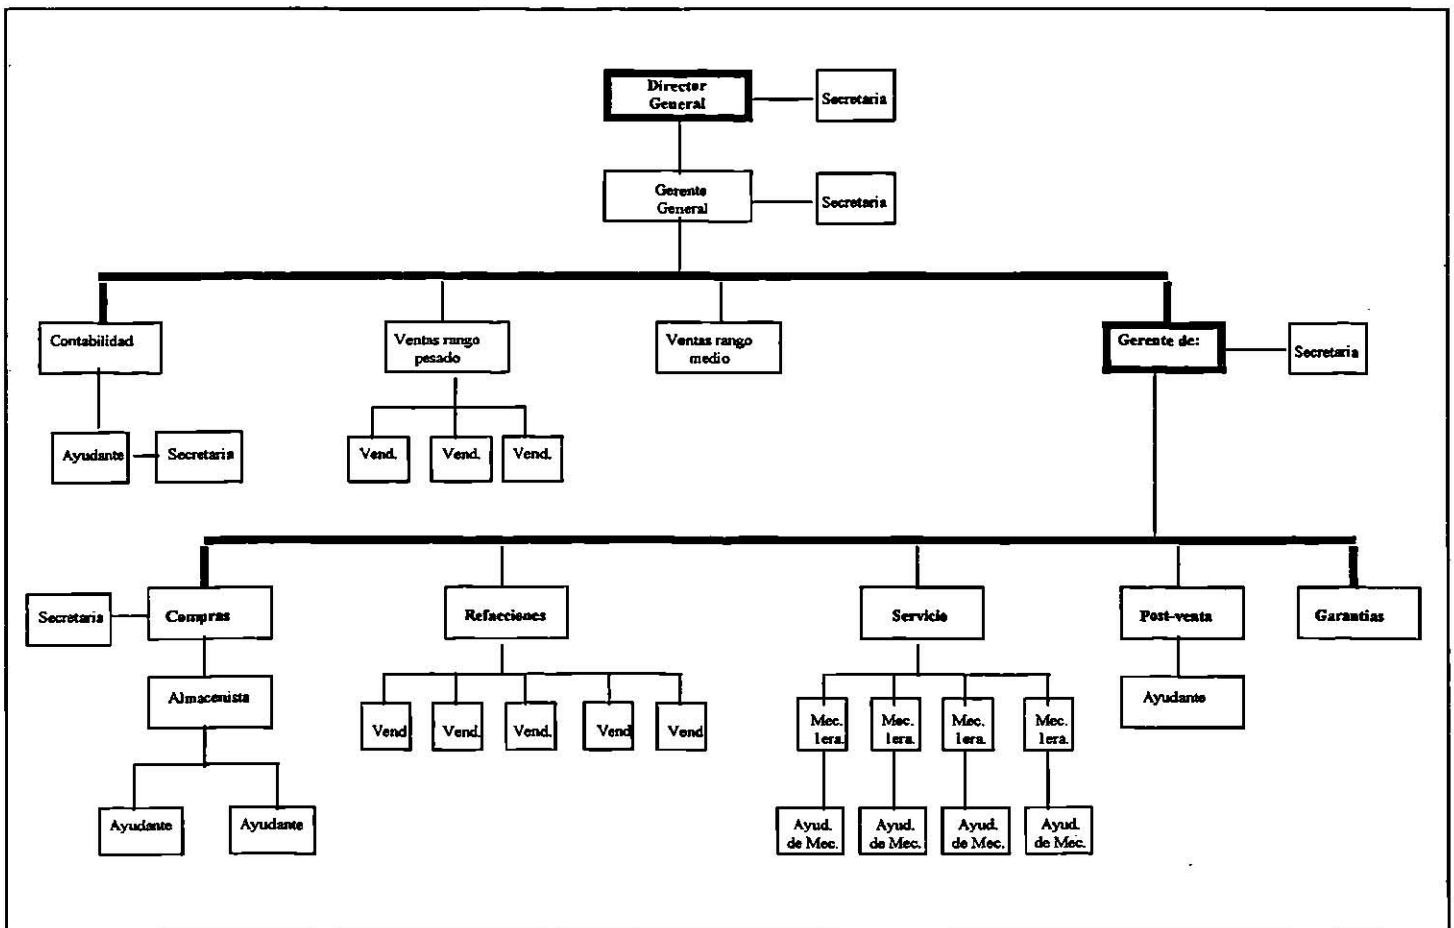 Director
General
Secretaria
Gerente
General
Secretaria
Contabilidad
Ventas rango
pesado
Ventas rango
medio
Gerente de:
Secretaria
Ayudante
Secretaria
Vend.
Vend.
Vend.
Secretaria
Compras
Refacciones
Servicio
Post-venta
Garantias
Almacenista
Ayudante
Vend
Vend.
Vend.
Vend
Vend
Mec.
1era.
Mec.
1era.
Mec.
1era.
Mec.
1era.
Ayudante
Ayudante
Ayud.
de Mec.
Ayud.
de Mec.
Ayud.
de Mec.
Ayud.
de Mec.